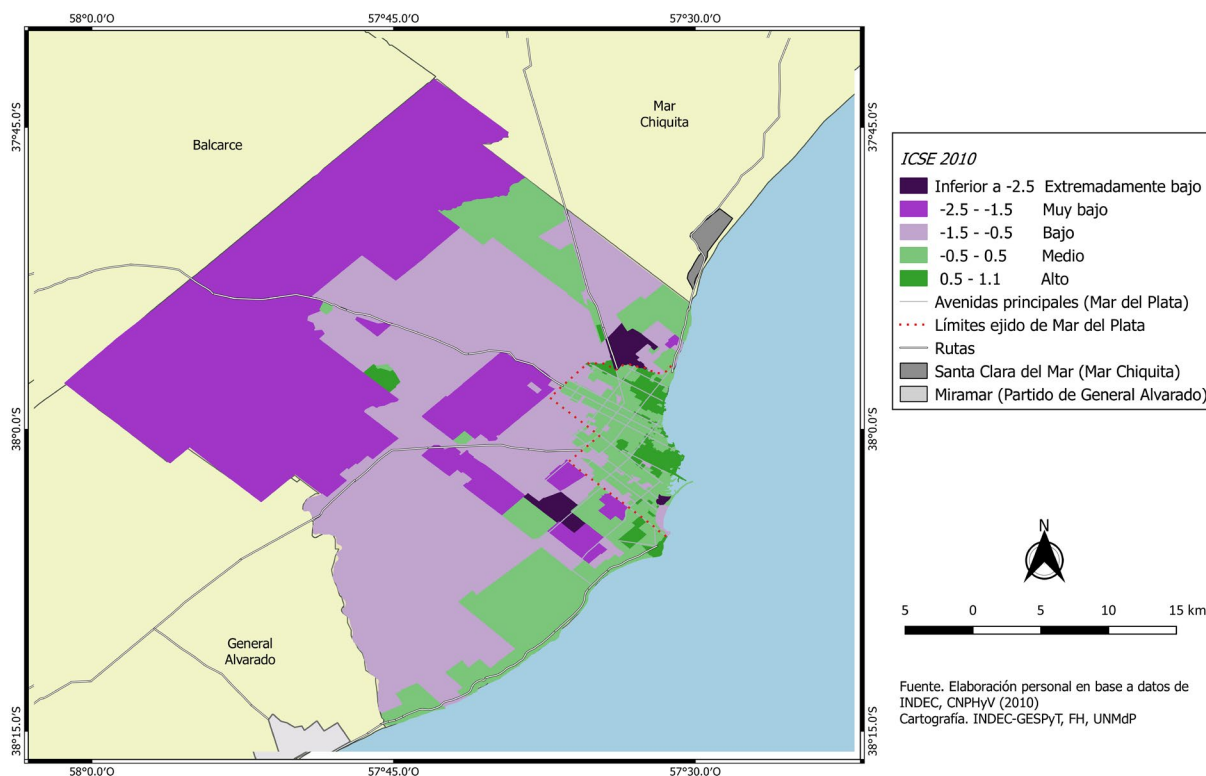 58°0.0'O 57°45.0'O 57°30.0'O
37°45.0'S
38°0.0'S
38°15.0'S
Balcarce
Mar
Chiquita
General
Alvarado
37°45.0'S
38°0.0'S
38°15.0'S
58°0.0'O 57°45.0'O 57°30.0'O
ICSE 2010
Inferior a -2.5 Extremadamente bajo
-2.5 - -1.5 Muy bajo
-1.5 - -0.5 Bajo
-0.5 - 0.5 Medio
0.5 - 1.1 Alto
Avenidas principales (Mar del Plata)
Límites ejido de Mar del Plata
Rutas
Santa Clara del Mar (Mar Chiquita)
Miramar (Partido de General Alvarado)
N
5 0 5 10 15 km
Fuente. Elaboración personal en base a datos de
INDEC, CNPHyV (2010)
Cartografía. INDEC-GESPyT, FH, UNMdP